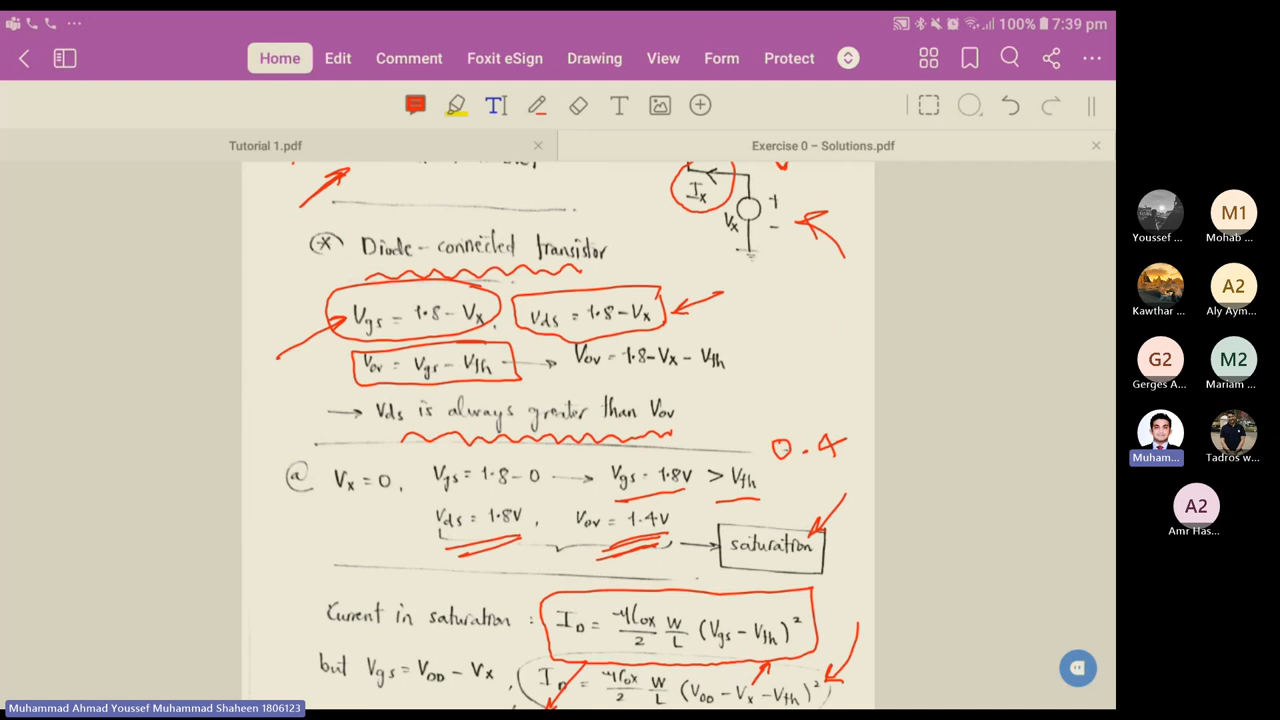 100% 7:39 pm
Home Edit Comment Foxit eSign Drawing View Form Protect
Tutorial 1.pdf
Exercise 0 – Solutions.pdf
Ix
Vx
+
-
Diode-connected transistor
Vgs = 1.8 - Vx, Vds = 1.8 - Vx
Vov = Vgs - Vth → Vov = 1.8 - Vx - Vth
→ Vds is always greater than Vov
0.4
@ Vx = 0, Vgs = 1.8 - 0 → Vgs = 1.8V > Vth
Vds = 1.8V, Vov = 1.4V → saturation
Current in saturation : ID = μCox/2 W/L (Vgs - Vth)²
but Vgs = VDD - Vx, ID = μCox/2 W/L (VDD - Vx - Vth)²
Youssef ...
M1
Mohab ...
Kawthar ...
A2
Aly Aym...
G2
Gerges A...
M2
Mariam ...
Muham...
Tadros w...
A2
Amr Has...
Muhammad Ahmad Youssef Muhammad Shaheen 1806123